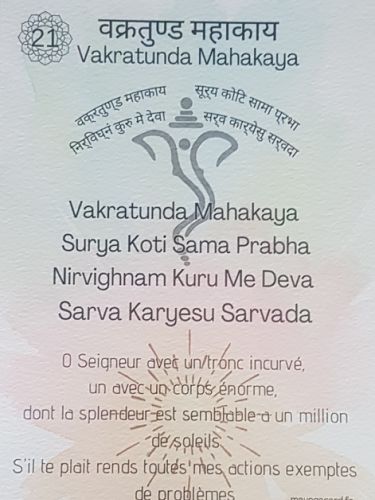 21
वक्रतुण्ड महाकाय
Vakratunda Mahakaya
वक्रतुण्ड महाकाय
सूर्य कोटि सामा प्रभा
निर्विघ्नं कुरु मे देवा
सर्व कार्येसु सर्वदा
Vakratunda Mahakaya
Surya Koti Sama Prabha
Nirvighnam Kuru Me Deva
Sarva Karyesu Sarvada
O Seigneur avec un tronc incurvé,
un avec un corps énorme,
dont la splendeur est semblable a un million
de soleils.
S'il te plait rends toutes mes actions exemptes
de problèmes